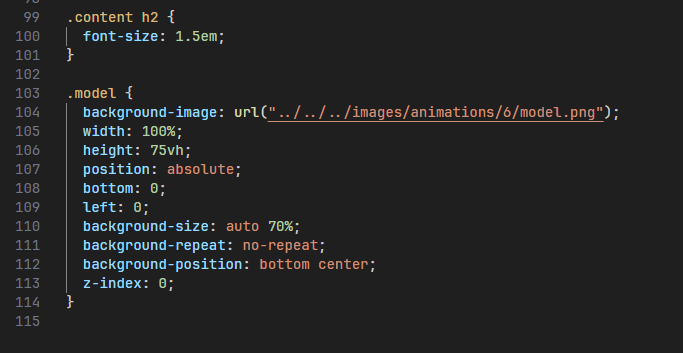 99 .content h2 {
100 font-size: 1.5em;
101 }
102
103 .model {
104 background-image: url("../../../images/animations/6/model.png");
105 width: 100%;
106 height: 75vh;
107 position: absolute;
108 bottom: 0;
109 left: 0;
110 background-size: auto 70%;
111 background-repeat: no-repeat;
112 background-position: bottom center;
113 z-index: 0;
114 }
115